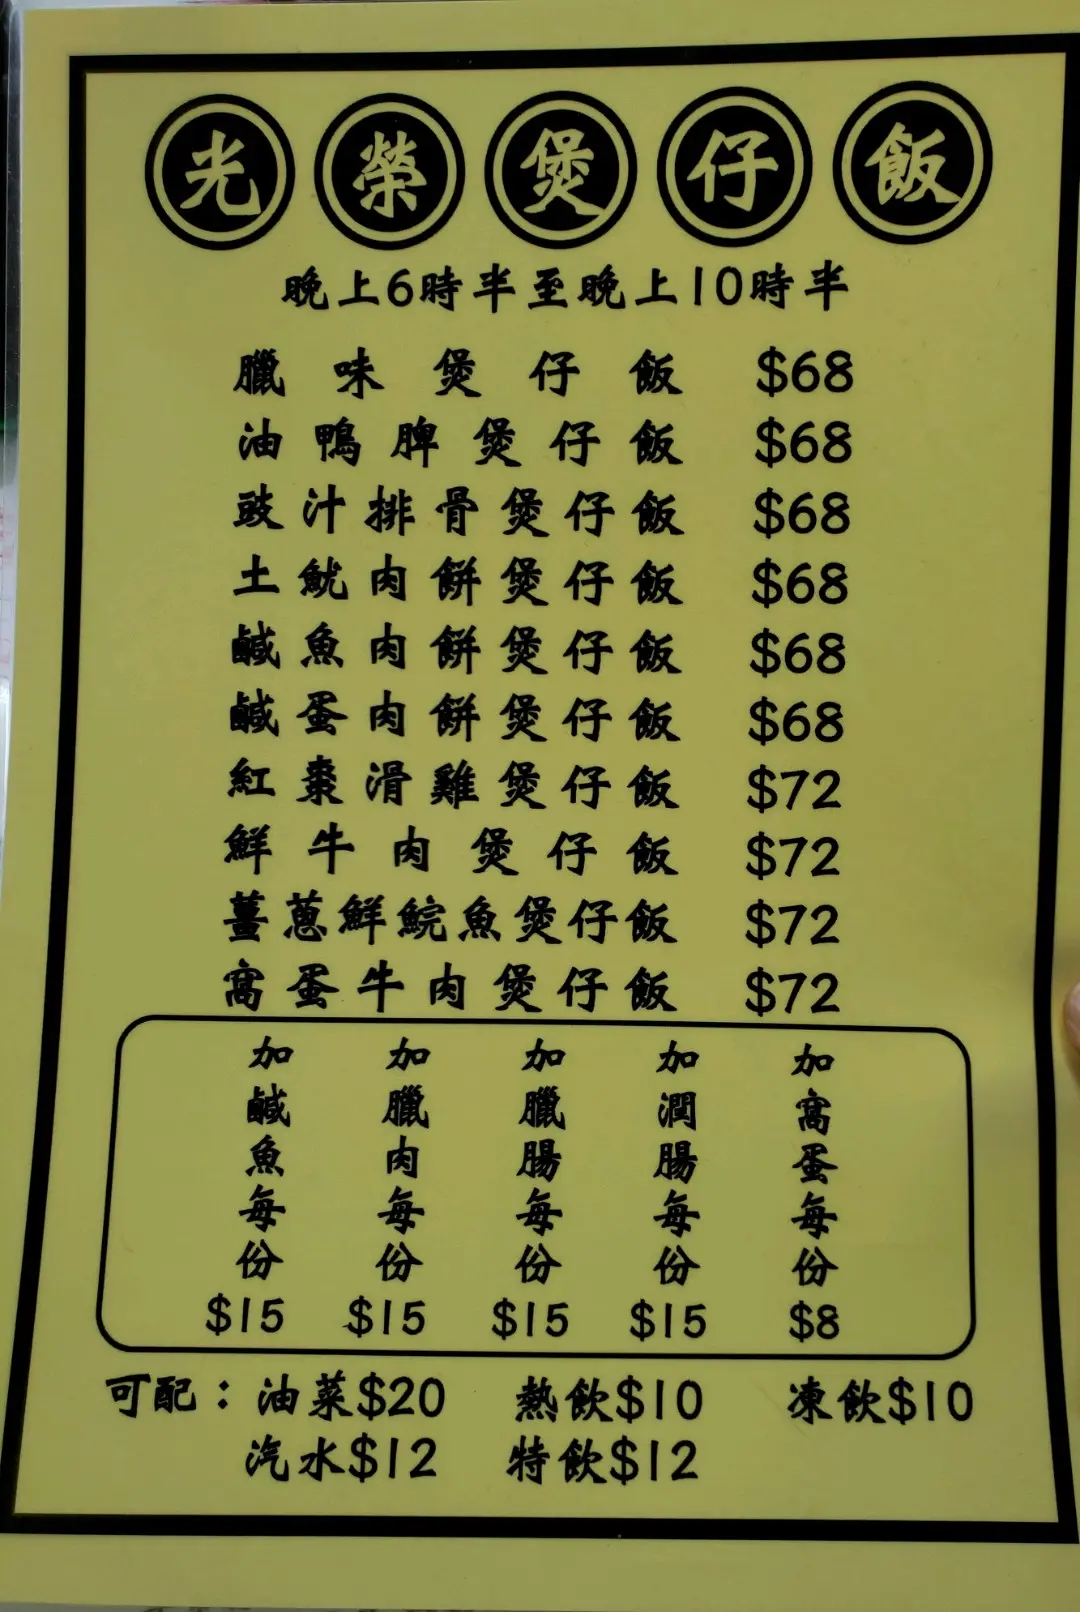 光榮煲仔飯
晚上6時半至晚上10時半
臘味煲仔飯 $68
油鴨脾煲仔飯 $68
豉汁排骨煲仔飯 $68
土魷肉餅煲仔飯 $68
鹹魚肉餅煲仔飯 $68
鹹蛋肉餅煲仔飯 $68
紅棗滑雞煲仔飯 $72
鮮牛肉煲仔飯 $72
薑蔥鮮鯇魚煲仔飯 $72
窩蛋牛肉煲仔飯 $72
加鹹魚每份 $15
加臘肉每份 $15
加臘腸每份 $15
加潤腸每份 $15
加窩蛋每份 $8
可配：油菜$20 熱飲$10 凍飲$10
汽水$12 特飲$12